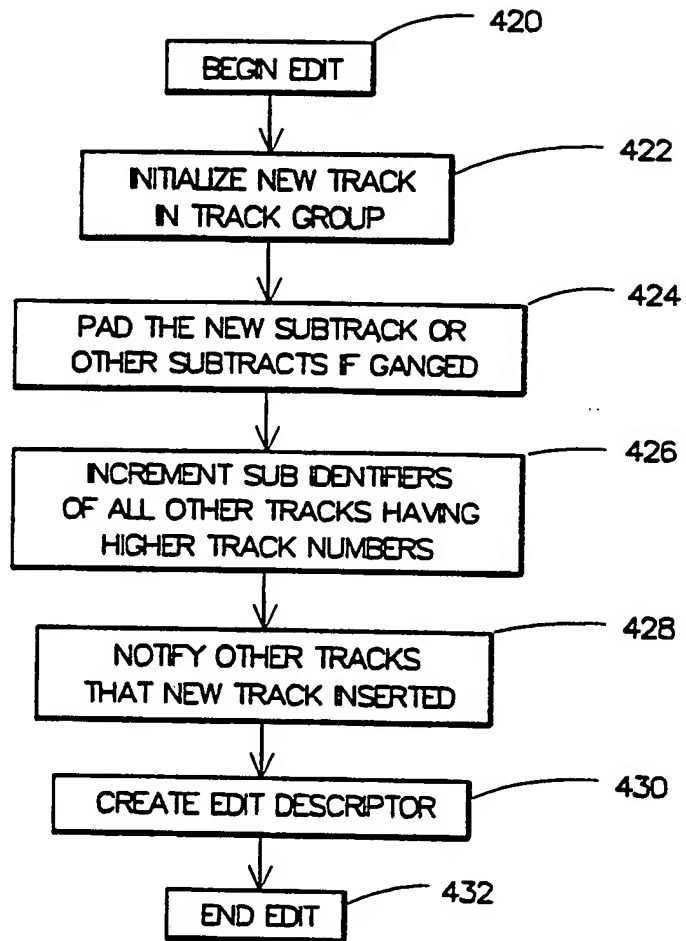 420
BEGIN EDIT
422
INITIALIZE NEW TRACK
IN TRACK GROUP
424
PAD THE NEW SUBTRACK OR
OTHER SUBTRACTS IF GANGED
426
INCREMENT SUB IDENTIFIERS
OF ALL OTHER TRACKS HAVING
HIGHER TRACK NUMBERS
428
NOTIFY OTHER TRACKS
THAT NEW TRACK INSERTED
430
CREATE EDIT DESCRIPTOR
432
END EDIT